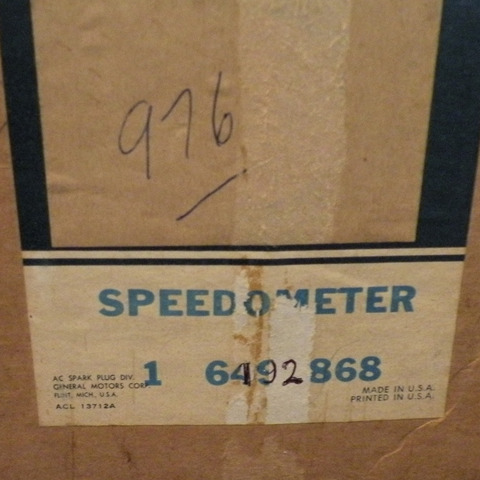 976
SPEEDOMETER
1 6492868
AC SPARK PLUG DIV.
GENERAL MOTORS CORP.
FLINT, MICH., U.S.A.
ACL 13712A
MADE IN U.S.A.
PRINTED IN U.S.A.